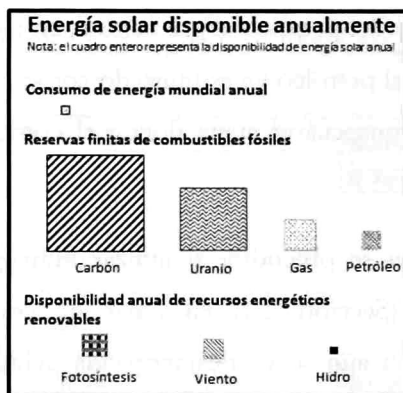 Energía solar disponible anualmente
Nota: el cuadro entero representa la disponibilidad de energía solar anual
Consumo de energía mundial anual
Reservas finitas de combustibles fósiles
Carbón Uranio Gas Petróleo
Disponibilidad anual de recursos energéticos
renovables
Fotosíntesis Viento Hidro